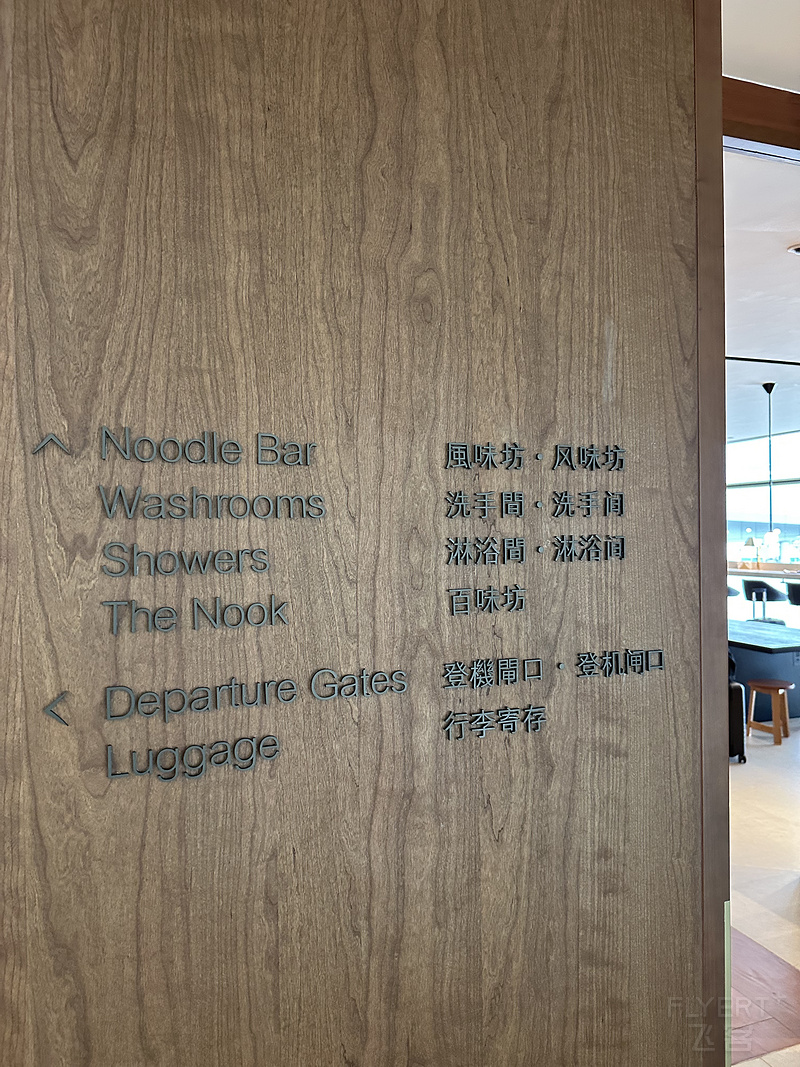 Noodle Bar 風味坊・风味坊
Washrooms 洗手間・洗手间
Showers 淋浴間・淋浴间
The Nook 百味坊
Departure Gates 登機閘口・登机闸口
Luggage 行李寄存
FLYERT
飞客